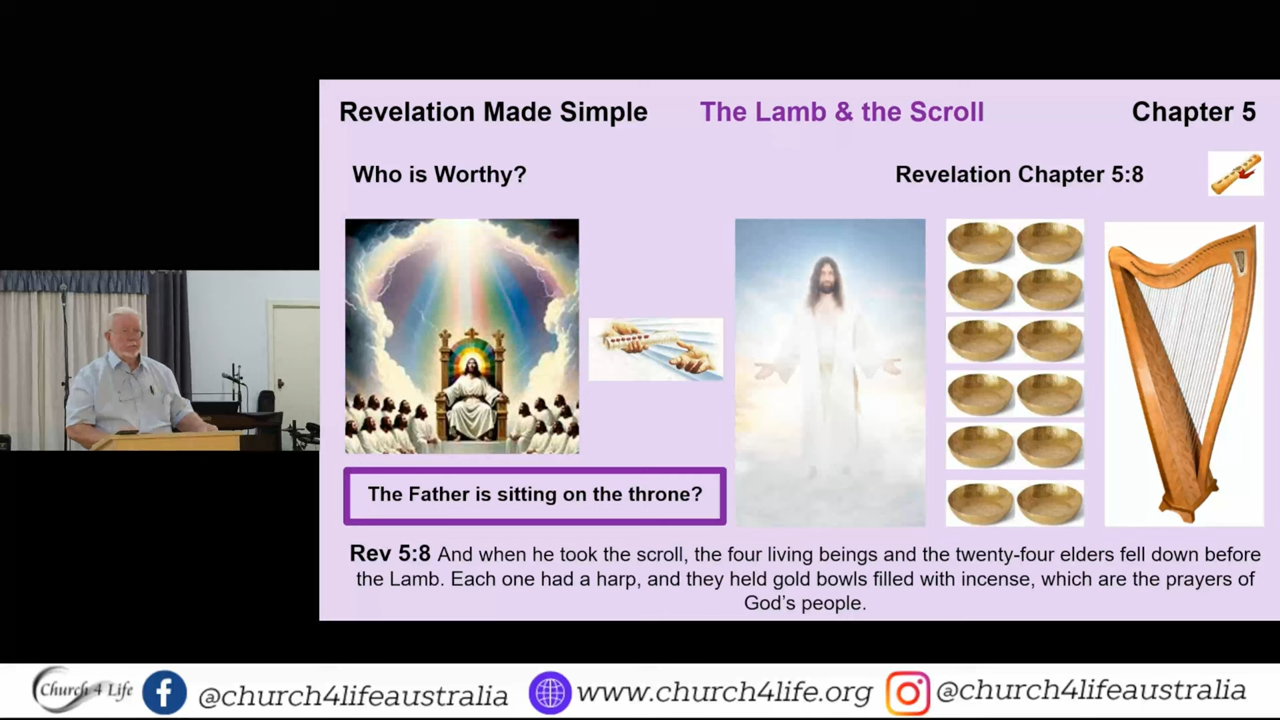 Revelation Made Simple The Lamb & the Scroll Chapter 5
Who is Worthy? Revelation Chapter 5:8
The Father is sitting on the throne?
Rev 5:8 And when he took the scroll, the four living beings and the twenty-four elders fell down before
the Lamb. Each one had a harp, and they held gold bowls filled with incense, which are the prayers of
God's people.
Church 4 Life @church4lifeaustralia www.church4life.org @church4lifeaustralia